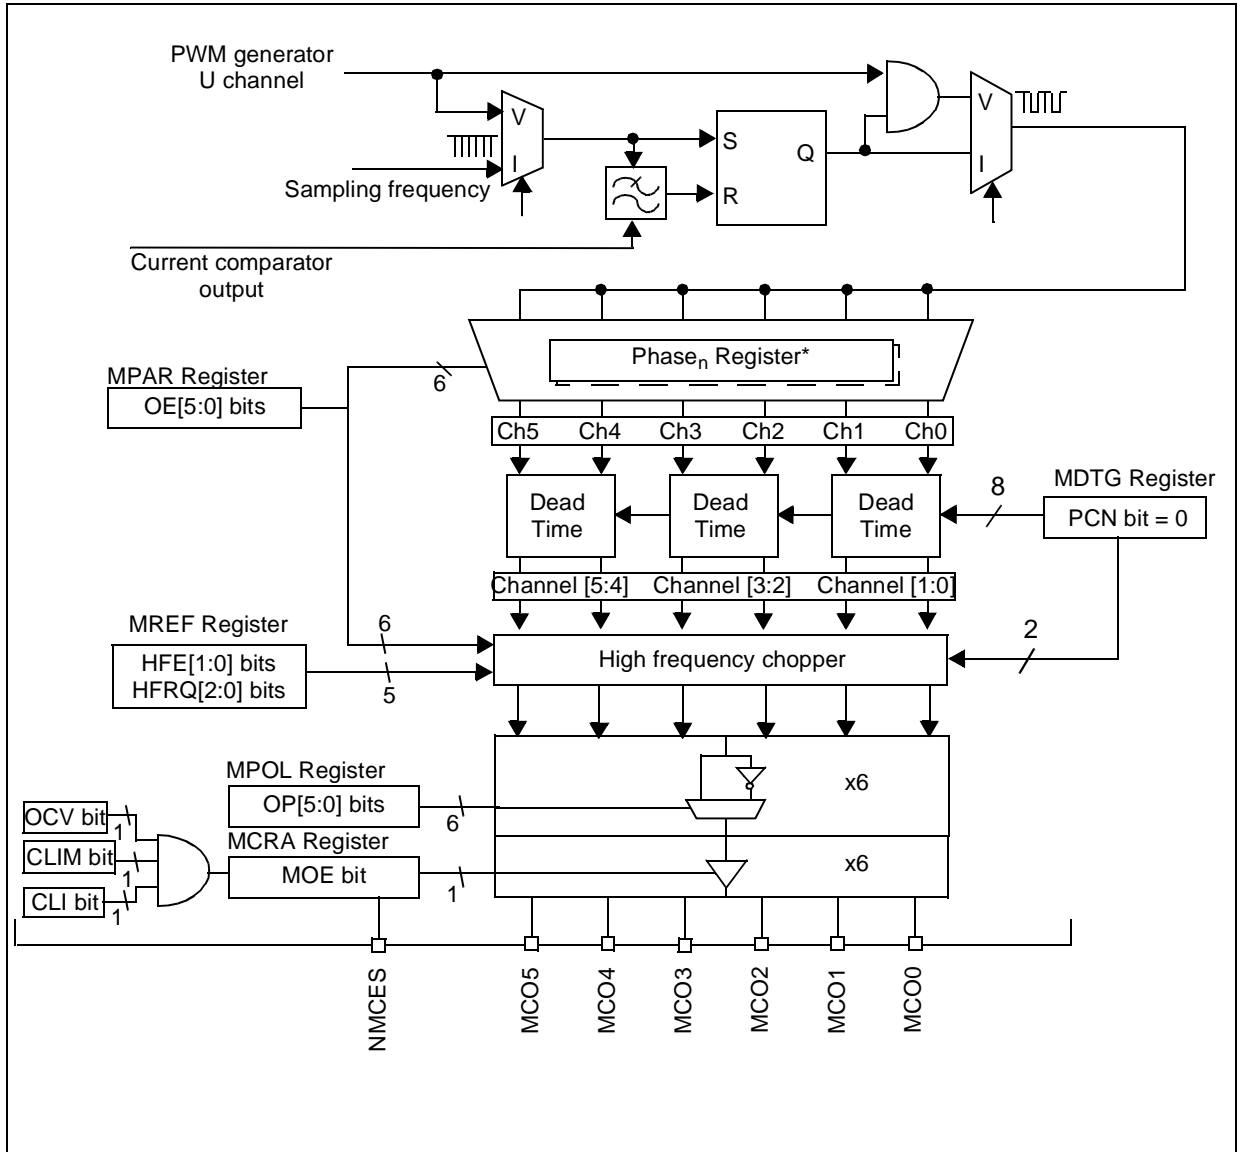 PWM generator
U channel
V
I
Sampling frequency
Current comparator
output
S
Q
R
V
I
Phasen Register*
MPAR Register
OE[5:0] bits
6
Ch5 Ch4 Ch3 Ch2 Ch1 Ch0
Dead
Time
Dead
Time
Dead
Time
8
MDTG Register
PCN bit = 0
Channel [5:4] Channel [3:2] Channel [1:0]
MREF Register
HFE[1:0] bits
HFRQ[2:0] bits
6
5
High frequency chopper
2
MPOL Register
OP[5:0] bits
6
x6
OCV bit
1
CLIM bit
1
CLI bit
1
MCRA Register
MOE bit
1
x6
NMCES
MCO5
MCO4
MCO3
MCO2
MCO1
MCO0